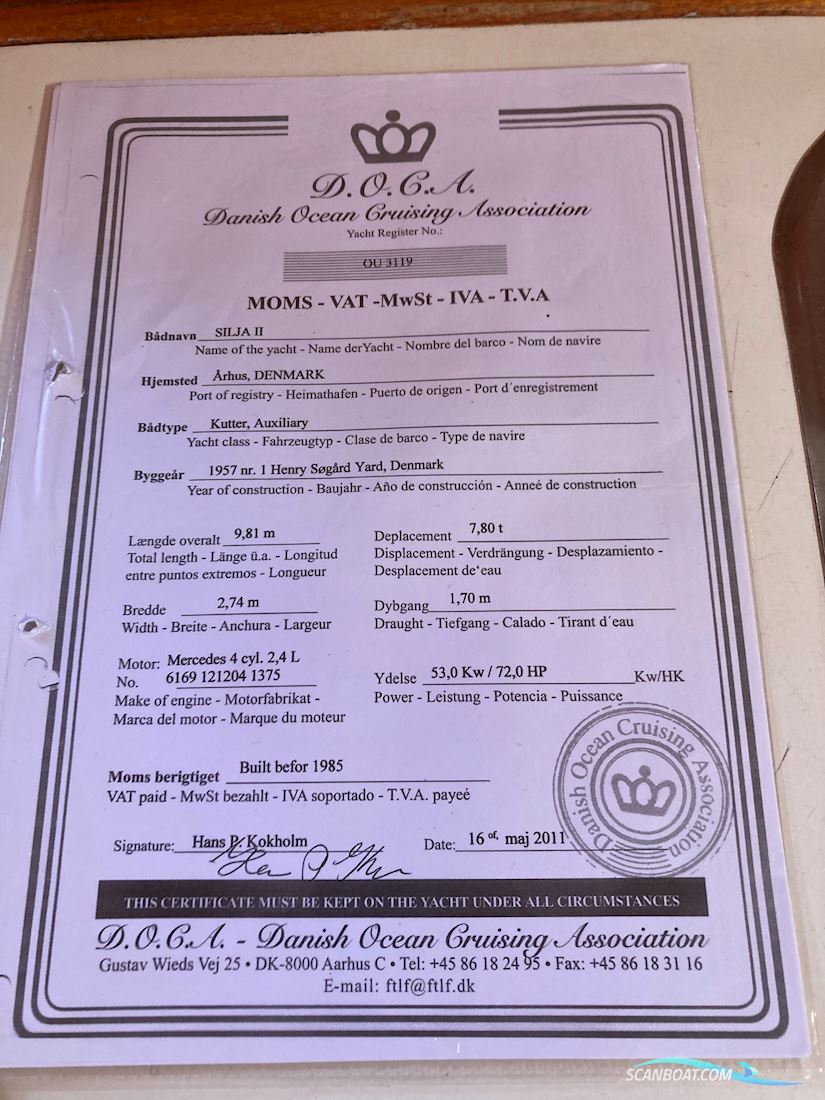 D.O.C.A.
Danish Ocean Cruising Association
Yacht Register No.:
OU 3119
MOMS - VAT -MwSt - IVA - T.V.A
Bådnavn SILJA II
Name of the yacht - Name derYacht - Nombre del barco - Nom de navire
Hjemsted Århus, DENMARK
Port of registry - Heimathafen - Puerto de origen - Port d´enregistrement
Bådtype Kutter, Auxiliary
Yacht class - Fahrzeugtyp - Clase de barco - Type de navire
Byggeår 1957 nr. 1 Henry Søgård Yard, Denmark
Year of construction - Baujahr - Año de construcción - Anneé de construction
Længde overalt 9,81 m
Total length - Länge ü.a. - Longitud
entre puntos extremos - Longueur
Deplacement 7,80 t
Displacement - Verdrängung - Desplazamiento -
Desplacement de‘eau
Bredde 2,74 m
Width - Breite - Anchura - Largeur
Dybgang 1,70 m
Draught - Tiefgang - Calado - Tirant d´eau
Motor: Mercedes 4 cyl. 2,4 L
No. 6169 121204 1375
Make of engine - Motorfabrikat -
Marca del motor - Marque du moteur
Ydelse 53,0 Kw / 72,0 HP Kw/HK
Power - Leistung - Potencia - Puissance
Moms berigtiget Built befor 1985
VAT paid - MwSt bezahlt - IVA soportado - T.V.A. payeé
Signature: Hans P. Kokholm
Date: 16 of. maj 2011
Danish Ocean Cruising Association
THIS CERTIFICATE MUST BE KEPT ON THE YACHT UNDER ALL CIRCUMSTANCES
D.O.C.A. - Danish Ocean Cruising Association
Gustav Wieds Vej 25 • DK-8000 Aarhus C • Tel: +45 86 18 24 95 • Fax: +45 86 18 31 16
E-mail: ftlf@ftlf.dk
SCANBOAT.COM